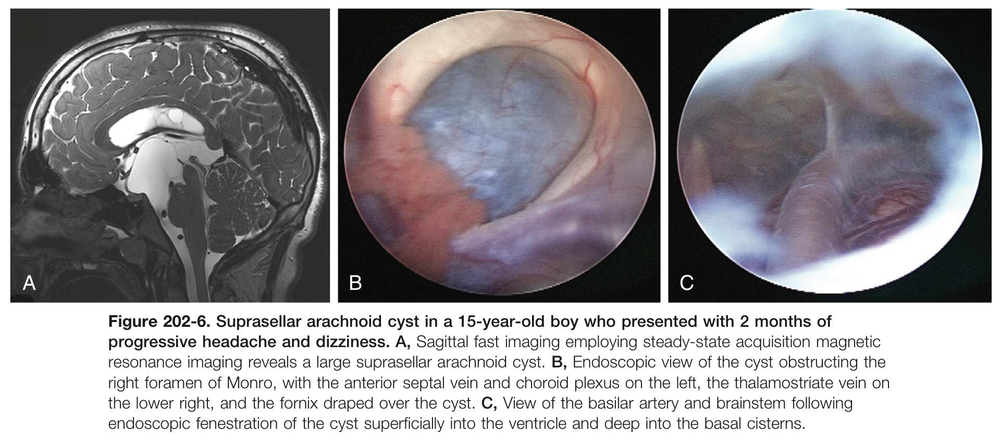 A
B
C
Figure 202-6. Suprasellar arachnoid cyst in a 15-year-old boy who presented with 2 months of
progressive headache and dizziness. A, Sagittal fast imaging employing steady-state acquisition magnetic
resonance imaging reveals a large suprasellar arachnoid cyst. B, Endoscopic view of the cyst obstructing the
right foramen of Monro, with the anterior septal vein and choroid plexus on the left, the thalamostriate vein on
the lower right, and the fornix draped over the cyst. C, View of the basilar artery and brainstem following
endoscopic fenestration of the cyst superficially into the ventricle and deep into the basal cisterns.